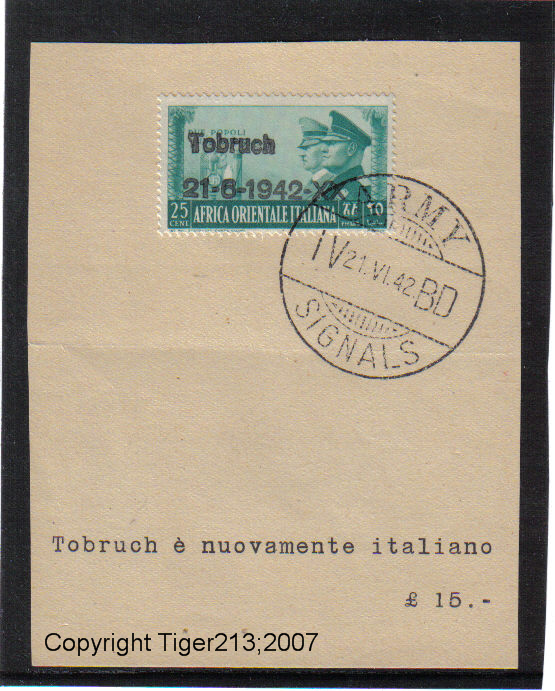 DUE POPOLI
Tobruch
21-6-1942-X
25 CENT. AFRICA ORIENTALE ITALIANA
ARMY
IV 21.VI.42 BD
SIGNALS
Tobruch è nuovamente italiano
£ 15.-
Copyright Tiger213;2007